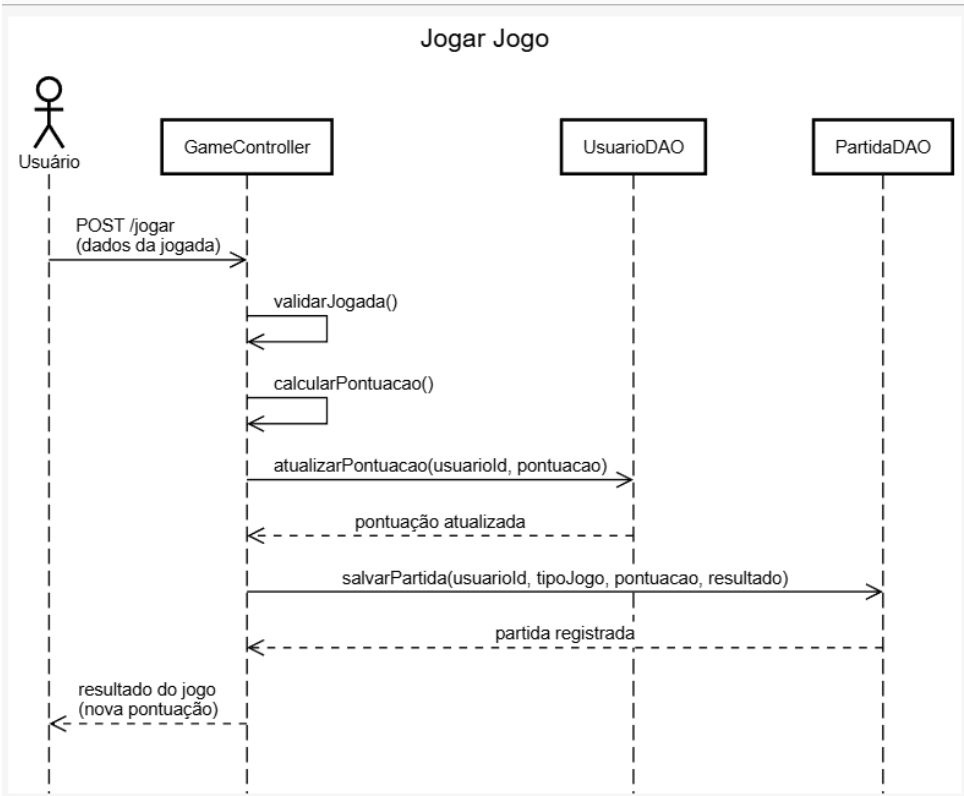 Jogar Jogo
Usuário
GameController
UsuarioDAO
PartidaDAO
POST /jogar
(dados da jogada)
validarJogada()
calcularPontuacao()
atualizarPontuacao(usuarioId, pontuacao)
pontuação atualizada
salvarPartida(usuarioId, tipoJogo, pontuacao, resultado)
partida registrada
resultado do jogo
(nova pontuação)